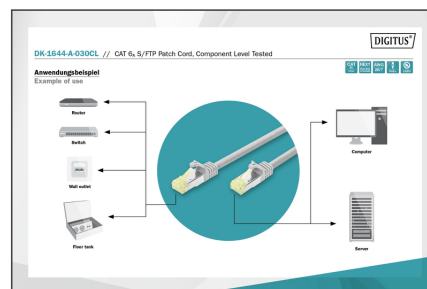 DIGITUS®
DK-1644-A-030CL // CAT 6A S/FTP Patch Cord, Component Level Tested
Anwendungsbeispiel
Example of use
Router
Switch
Wall outlet
Floor tank
Computer
Server